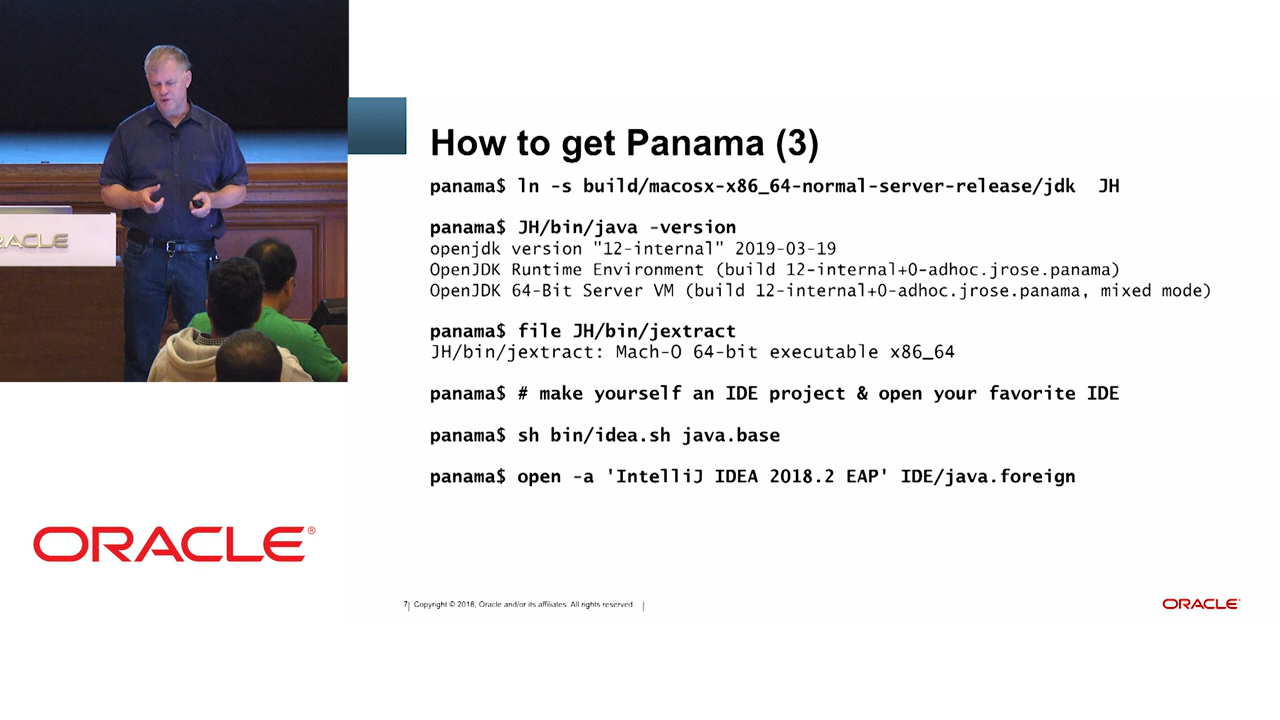 How to get Panama (3)
panama$ ln -s build/macosx-x86_64-normal-server-release/jdk JH
panama$ JH/bin/java -version
openjdk version "12-internal" 2019-03-19
OpenJDK Runtime Environment (build 12-internal+0-adhoc.jrose.panama)
OpenJDK 64-Bit Server VM (build 12-internal+0-adhoc.jrose.panama, mixed mode)
panama$ file JH/bin/jextract
JH/bin/jextract: Mach-O 64-bit executable x86_64
panama$ # make yourself an IDE project & open your favorite IDE
panama$ sh bin/idea.sh java.base
panama$ open -a 'IntelliJ IDEA 2018.2 EAP' IDE/java.foreign
RACLE
ORACLE®
7| Copyright © 2018, Oracle and/or its affiliates. All rights reserved. |
ORACLE®